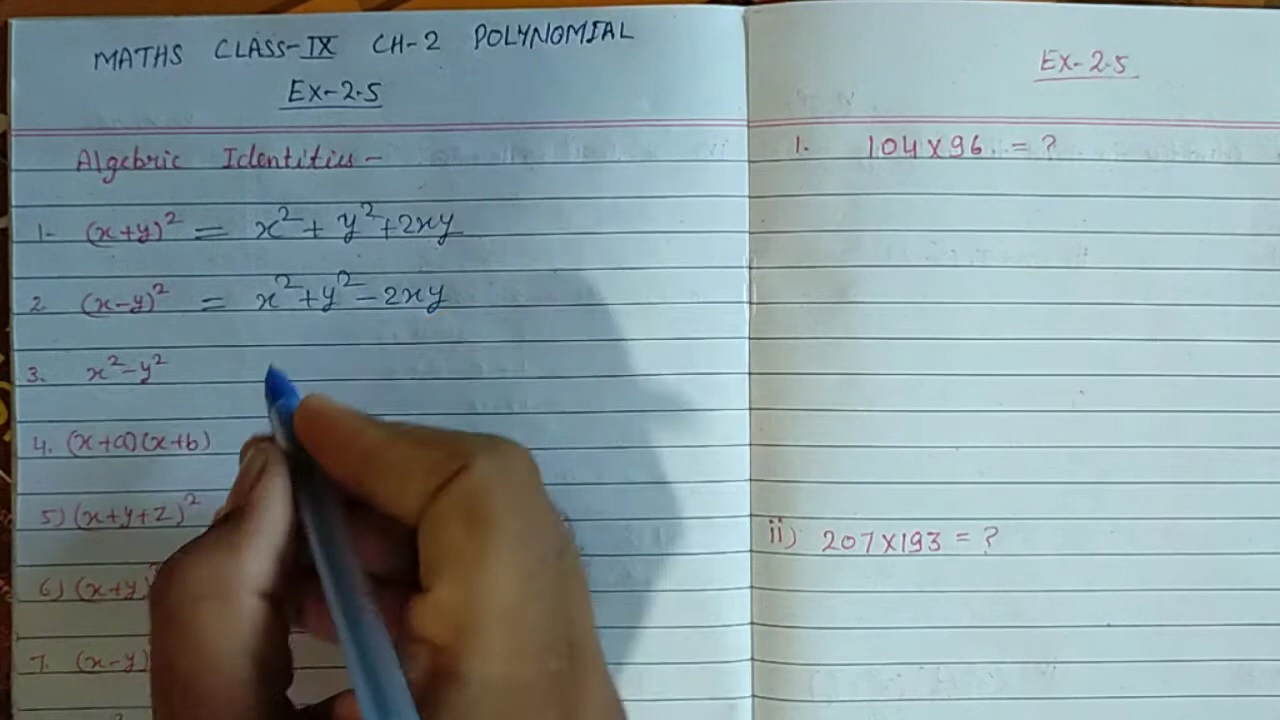 MATHS CLASS-IX CH-2 POLYNOMIAL
Ex-2.5
Algebric Identities -
1- (x+y)² = x²+ y²+2xy
2. (x-y)² = x²+y²-2xy
3. x²-y²
4. (x+a)(x+b)
5) (x+y+z)²
6) (x+y)
7. (x-y)
Ex-2.5
1. 104x96. = ?
ii) 207x193 = ?